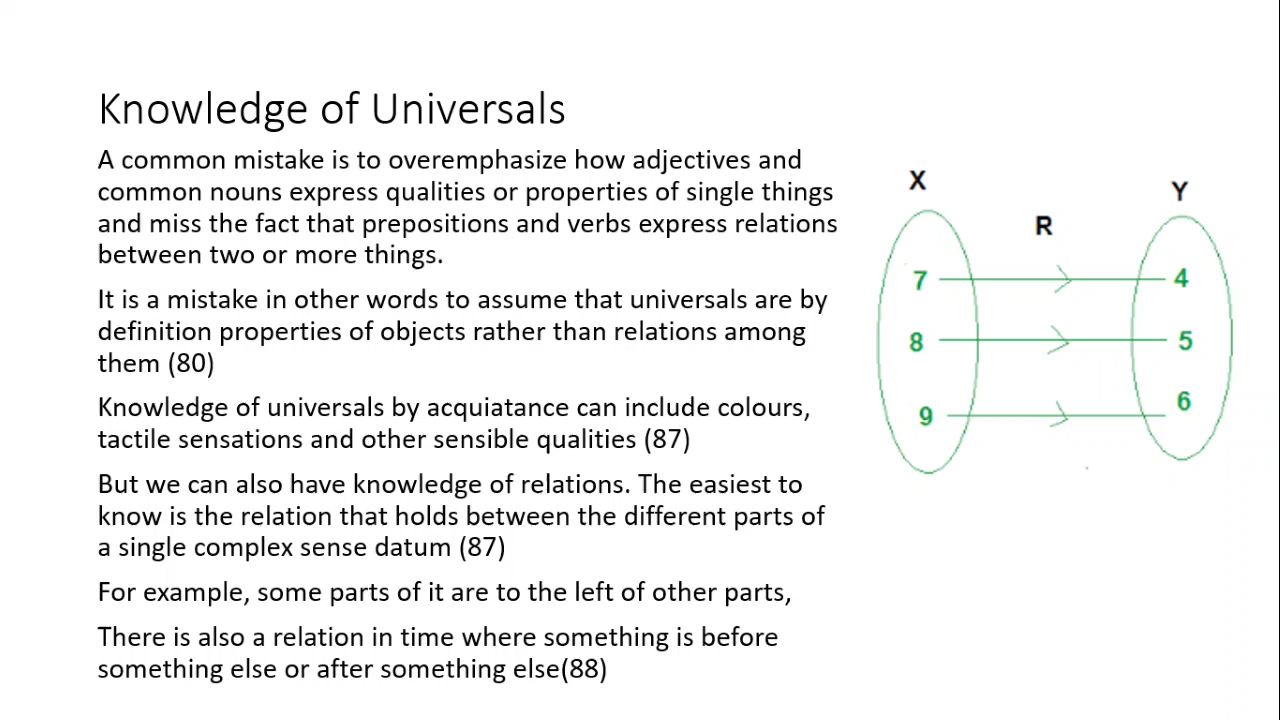 Knowledge of Universals
A common mistake is to overemphasize how adjectives and
common nouns express qualities or properties of single things
and miss the fact that prepositions and verbs express relations
between two or more things.
It is a mistake in other words to assume that universals are by
definition properties of objects rather than relations among
them (80)
Knowledge of universals by acquiatance can include colours,
tactile sensations and other sensible qualities (87)
But we can also have knowledge of relations. The easiest to
know is the relation that holds between the different parts of
a single complex sense datum (87)
For example, some parts of it are to the left of other parts,
There is also a relation in time where something is before
something else or after something else(88)
X
Y
R
7
4
8
5
9
6